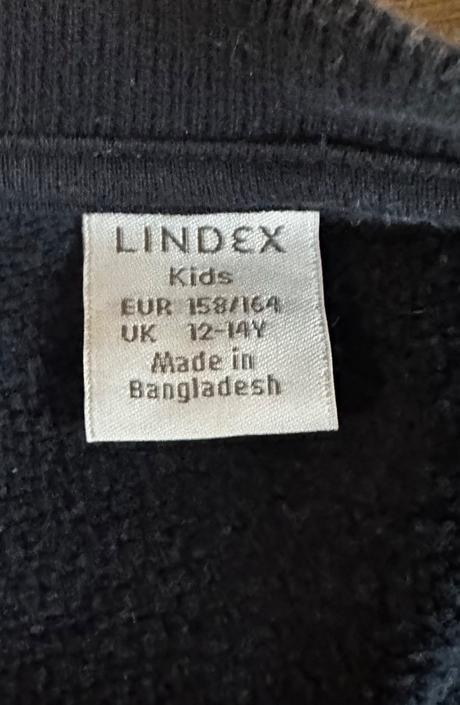 LINDEX
Kids
EUR 158/164
UK 12-14Y
Made in
Bangladesh